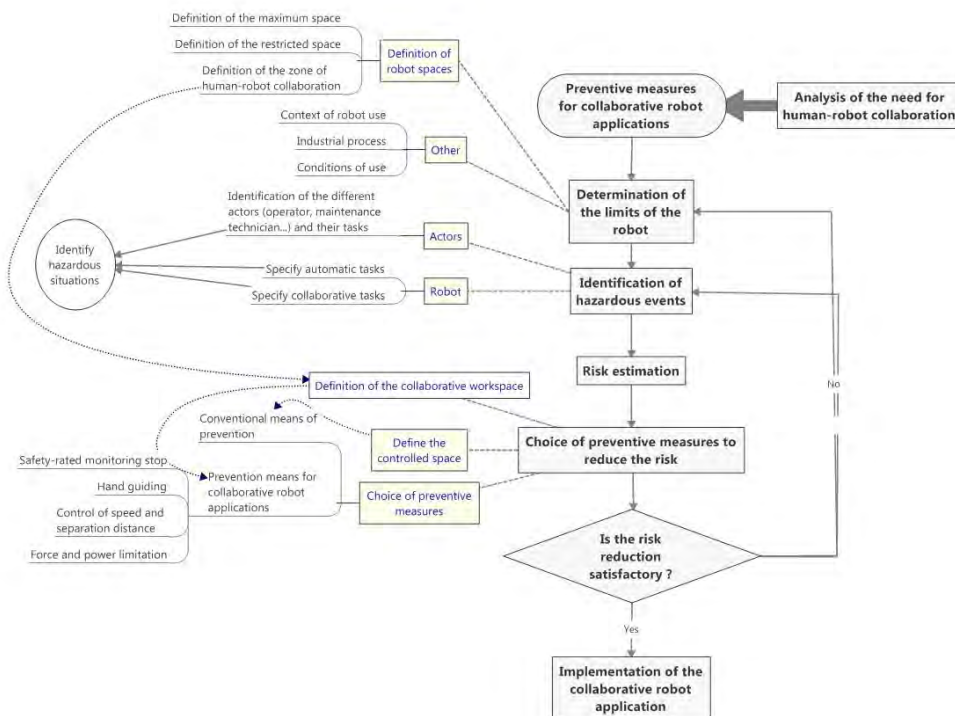 Definition of the maximum space
Definition of the restricted space
Definition of the zone of
human-robot collaboration
Definition of
robot spaces
Preventive measures
for collaborative robot
applications
Analysis of the need for
human-robot collaboration
Context of robot use
Industrial process
Conditions of use
Other
Determination of
the limits of the
robot
Identification of the different
actors (operator, maintenance
technician...) and their tasks
Actors
Identify
hazardous
situations
Specify automatic tasks
Specify collaborative tasks
Robot
Identification of
hazardous events
Risk estimation
No
Definition of the collaborative workspace
Conventional means of
prevention
Define the
controlled space
Choice of preventive measures to
reduce the risk
Safety-rated monitoring stop
Hand guiding
Control of speed and
separation distance
Force and power limitation
Prevention means for
collaborative robot
applications
Choice of preventive
measures
Is the risk
reduction
satisfactory ?
Yes
Implementation of the
collaborative robot
application